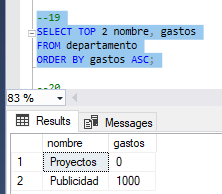 --19
SELECT TOP 2 nombre, gastos
FROM departamento
ORDER BY gastos ASC;
--20
83 %
Results Messages
nombre gastos
1 Proyectos 0
2 Publicidad 1000